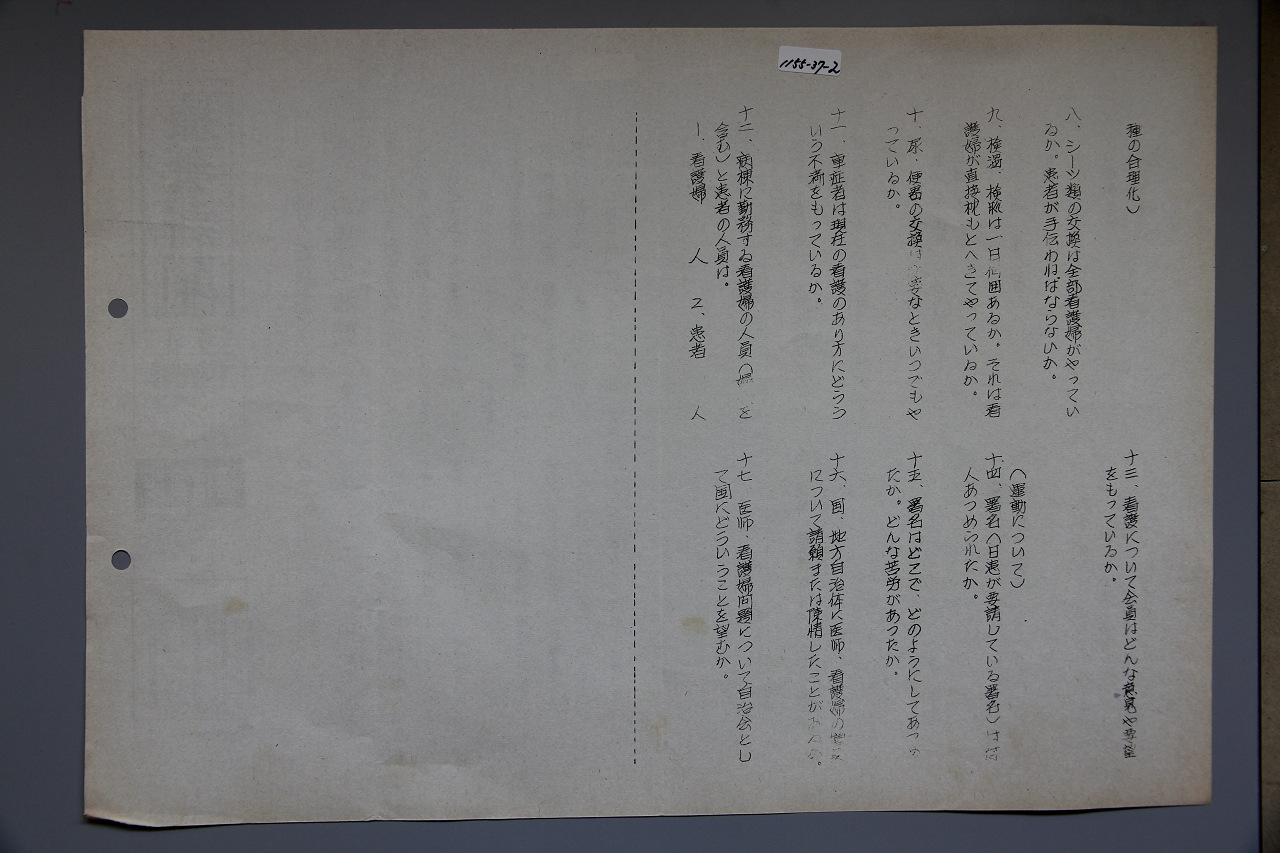 1155-37-2
種の合理化)
八、シーツ類の交換は全部看護婦がやってい
るか。患者が手伝わねばならないか。
九、検温、検脈は一日何回あるか。それは看
護婦が直接枕もとへきてやっているか。
十、尿、便器の交換は必要なときいつでもや
っているか。
十一、重症者は現在の看護のあり方にどうう
いう不満をもっているか。
十二、病棟に勤務する看護婦の人員(婦 を
含む)と患者の人員は。
1、看護婦 人 2、患者 人
十三、看護について会員はどんな意見や要望
をもっているか。
(運動について)
十四、署名(日患が要請している署名)は何
人あつめられたか。
十五、署名はどこで、どのようにしてあつめ
たか。どんな苦労があったか。
十六、国、地方自治体に医師、看護婦の
について請願または陳情したことがあるか。
十七 医師、看護婦問題について自治会とし
て国にどういうことを望むか。